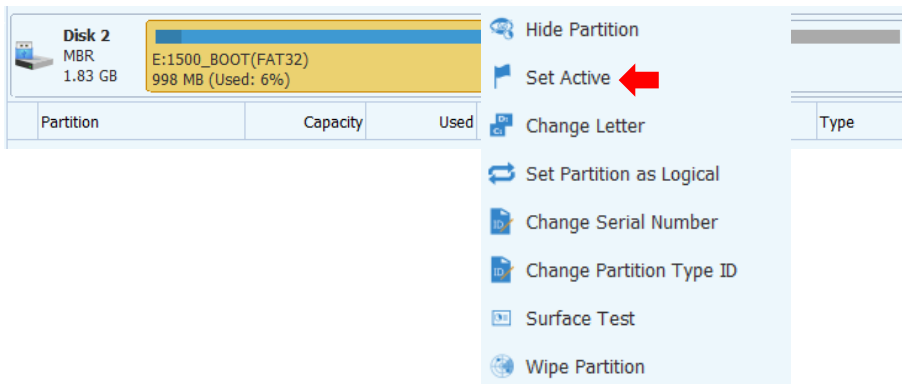 Disk 2
MBR
1.83 GB
E:1500_BOOT(FAT32)
998 MB (Used: 6%)
Partition Capacity Used Type
Hide Partition
Set Active
Change Letter
Set Partition as Logical
Change Serial Number
Change Partition Type ID
Surface Test
Wipe Partition